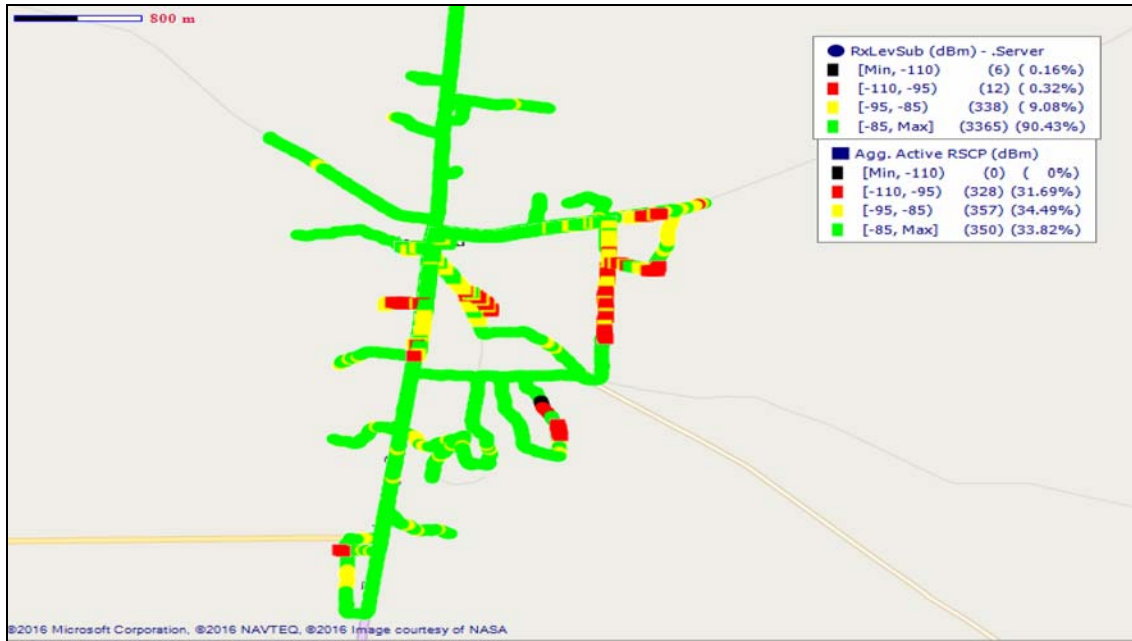 800 m
RxLevSub (dBm) - .Server
[Min, -110) (6) ( 0.16%)
[-110, -95) (12) ( 0.32%)
[-95, -85) (338) ( 9.08%)
[-85, Max] (3365) (90.43%)
Agg. Active RSCP (dBm)
[Min, -110) (0) ( 0%)
[-110, -95) (328) (31.69%)
[-95, -85) (357) (34.49%)
[-85, Max] (350) (33.82%)
©2016 Microsoft Corporation, ©2016 NAVTEQ, ©2016 Image courtesy of NASA